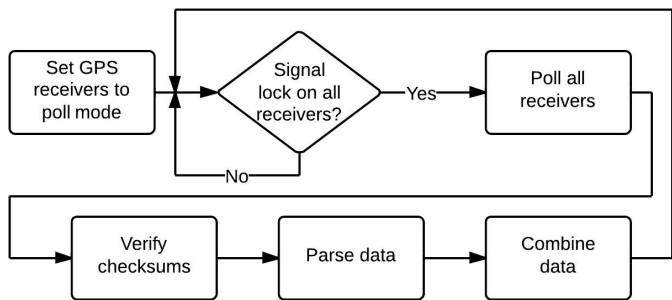 Set GPS
receivers to
poll mode
Signal
lock on all
receivers?
Yes
Poll all
receivers
No
Verify
checksums
Parse data
Combine
data